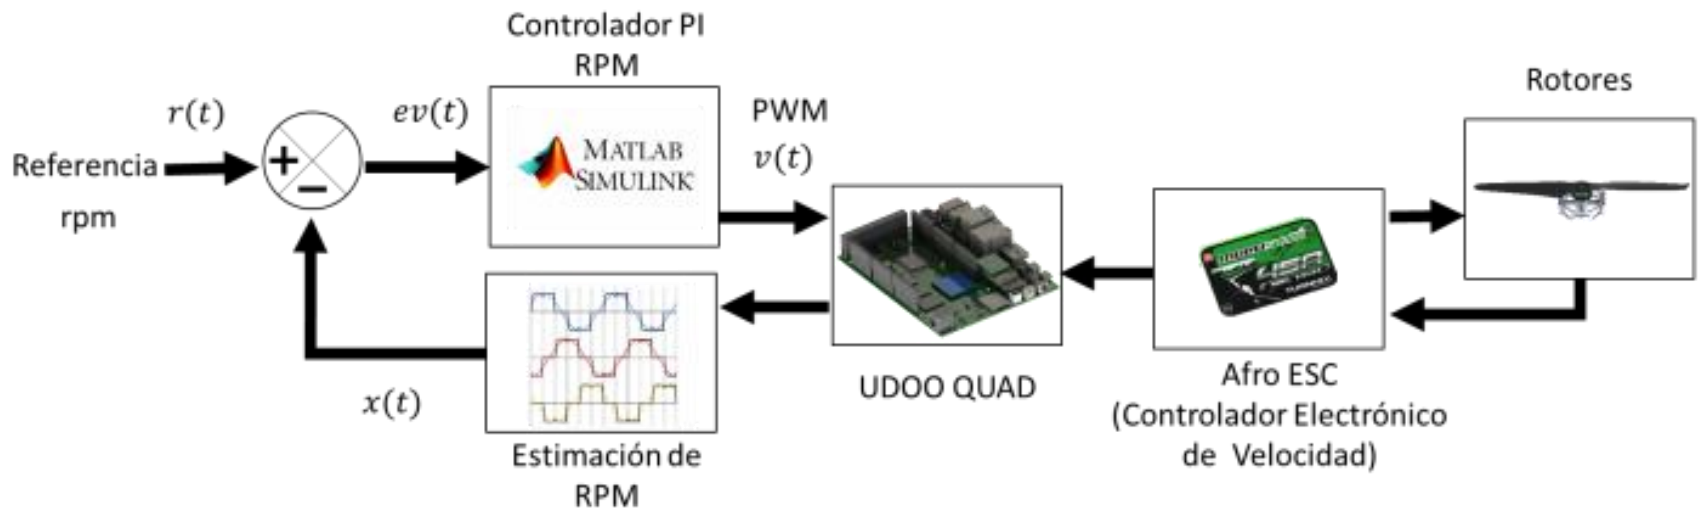 Controlador PI
RPM
r(t)
ev(t)
PWM
v(t)
Rotores
Referencia
rpm
+
−
MATLAB
SIMULINK
x(t)
UDOO QUAD
Afro ESC
(Controlador Electrónico
de Velocidad)
Estimación de
RPM